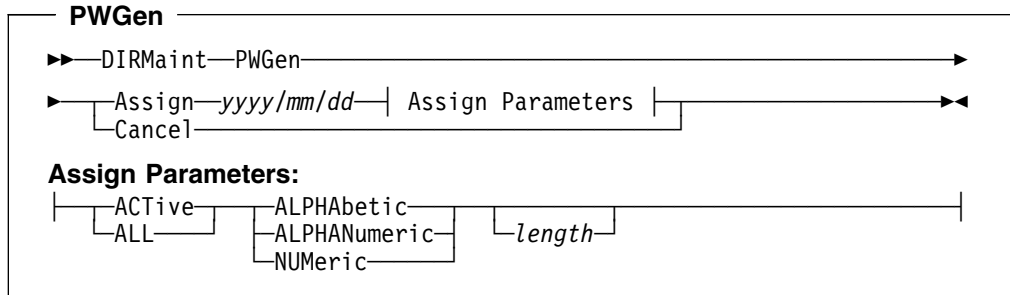 PWGen
DIRMaint PWGen
Assign yyyy/mm/dd Assign Parameters
Cancel
Assign Parameters:
ACTive ALPHAbetic
ALL ALPHANumeric length
NUMeric